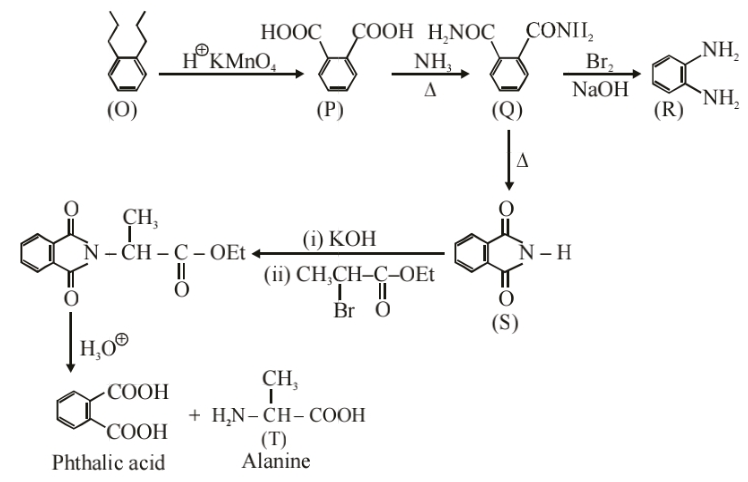 HOOC COOH
H⊕ KMnO₄
NH₃
Δ
H₂NOC CONH₂
Br₂
NaOH
NH₂
NH₂
(O)
(P)
(Q)
(R)
Δ
O
N – H
O
(S)
(i) KOH
(ii) CH₃CH–C–OEt
Br O
O
CH₃
N – CH – C – OEt
O
O
H₃O⊕
COOH
COOH
Phthalic acid
+
CH₃
H₂N – CH – COOH
(T)
Alanine